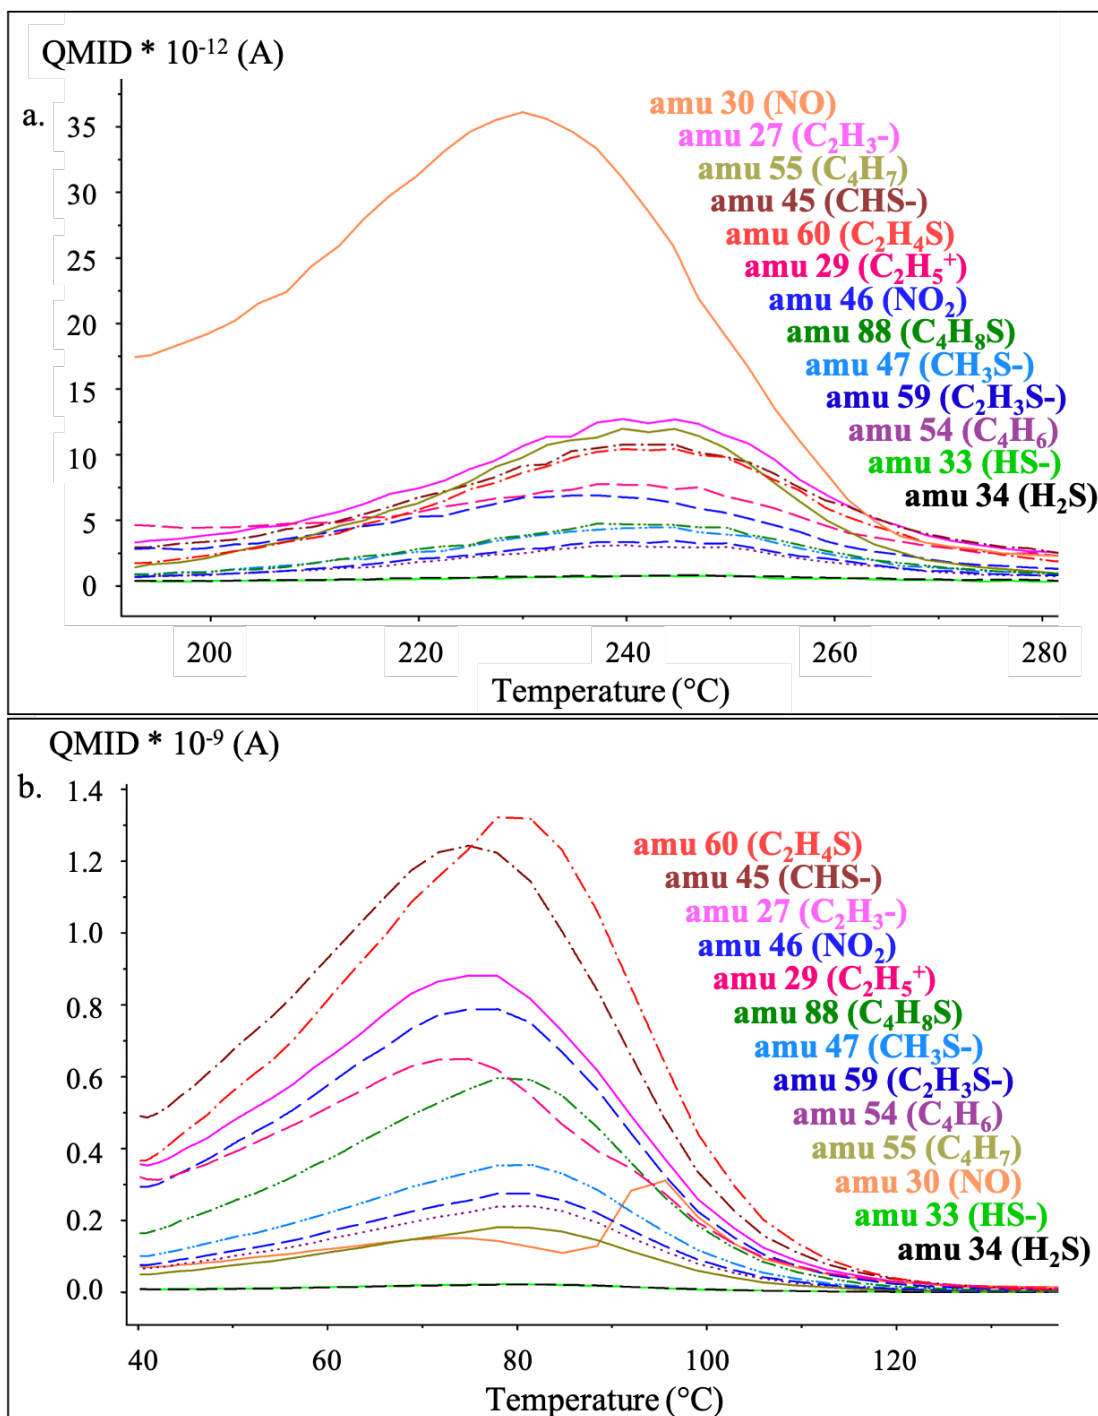 QMID * 10⁻¹² (A)
a.
35
30
25
20
15
10
5
0
amu 30 (NO)
amu 27 (C₂H₃-)
amu 55 (C₄H₇)
amu 45 (CHS-)
amu 60 (C₂H₄S)
amu 29 (C₂H₅⁺)
amu 46 (NO₂)
amu 88 (C₄H₈S)
amu 47 (CH₃S-)
amu 59 (C₂H₃S-)
amu 54 (C₄H₆)
amu 33 (HS-)
amu 34 (H₂S)
200 220 240 260 280
Temperature (°C)
QMID * 10⁻⁹ (A)
b.
1.4
1.2
1.0
0.8
0.6
0.4
0.2
0.0
amu 60 (C₂H₄S)
amu 45 (CHS-)
amu 27 (C₂H₃-)
amu 46 (NO₂)
amu 29 (C₂H₅⁺)
amu 88 (C₄H₈S)
amu 47 (CH₃S-)
amu 59 (C₂H₃S-)
amu 54 (C₄H₆)
amu 55 (C₄H₇)
amu 30 (NO)
amu 33 (HS-)
amu 34 (H₂S)
40 60 80 100 120
Temperature (°C)